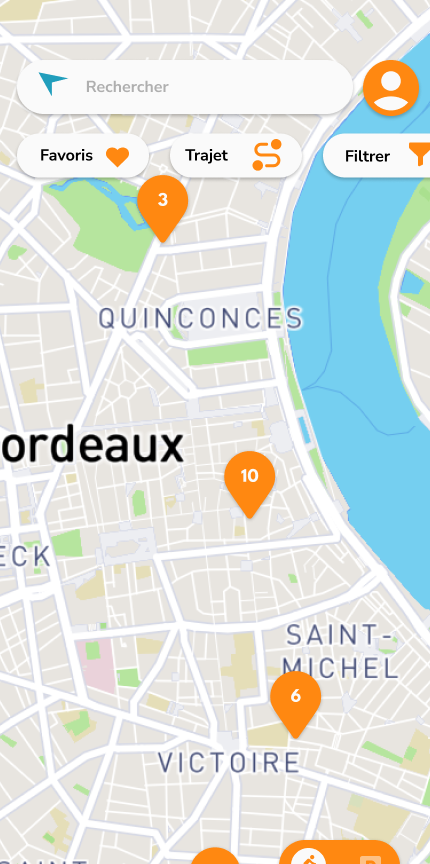 Rechercher
Favoris
Trajet
Filtrer
3
QUINCONCES
ordeaux
10
ECK
SAINT-
MICHEL
6
VICTOIRE